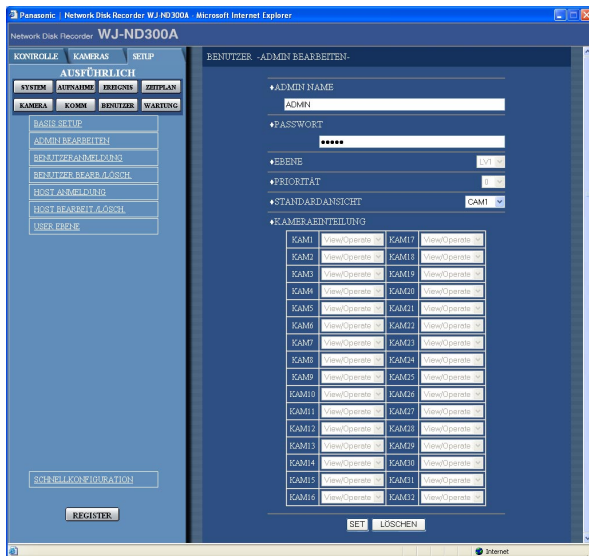 Panasonic | Network Disk Recorder WJ-ND300A - Microsoft Internet Explorer
Network Disk Recorder WJ-ND300A
KONTROLLE KAMERAS SETUP
AUSFÜHRLICH
SYSTEM AUFNAHME EREIGNIS ZEITPLAN
KAMERA KOMM BENUTZER WARTUNG
BASIS SETUP
ADMIN BEARBEITEN
BENUTZERANMELDUNG
BENUTZER BEARB./LÖSCH.
HOST ANMELDUNG
HOST BEARBEIT./LÖSCH.
USER EBENE
SCHNELLKONFIGURATION
REGISTER
BENUTZER -ADMIN BEARBEITEN-
♦ADMIN NAME
ADMIN
♦PASSWORT
●●●●●
♦EBENE LV1
♦PRIORITÄT 0
♦STANDARDANSICHT CAM1
♦KAMERAEINTEILUNG
KAM1 View/Operate KAM17 View/Operate
KAM2 View/Operate KAM18 View/Operate
KAM3 View/Operate KAM19 View/Operate
KAM4 View/Operate KAM20 View/Operate
KAM5 View/Operate KAM21 View/Operate
KAM6 View/Operate KAM22 View/Operate
KAM7 View/Operate KAM23 View/Operate
KAM8 View/Operate KAM24 View/Operate
KAM9 View/Operate KAM25 View/Operate
KAM10 View/Operate KAM26 View/Operate
KAM11 View/Operate KAM27 View/Operate
KAM12 View/Operate KAM28 View/Operate
KAM13 View/Operate KAM29 View/Operate
KAM14 View/Operate KAM30 View/Operate
KAM15 View/Operate KAM31 View/Operate
KAM16 View/Operate KAM32 View/Operate
SET LÖSCHEN
Internet